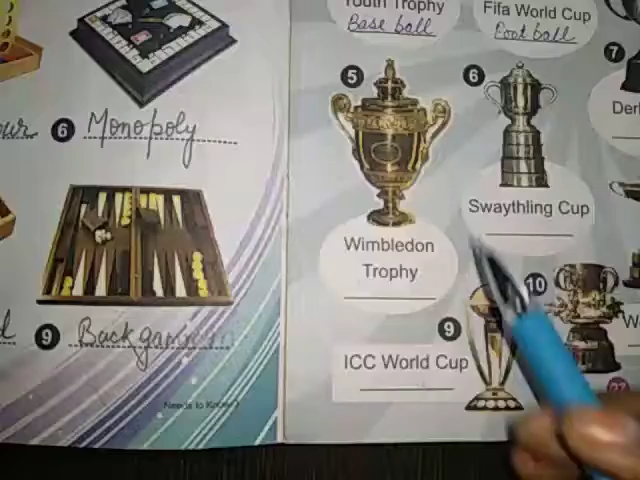 6 Monopoly
9 Backgammon
Needs to Know-7
Youth Trophy
Base ball
Fifa World Cup
Foot ball
5
6
7
Swaythling Cup
Wimbledon
Trophy
9
10
ICC World Cup